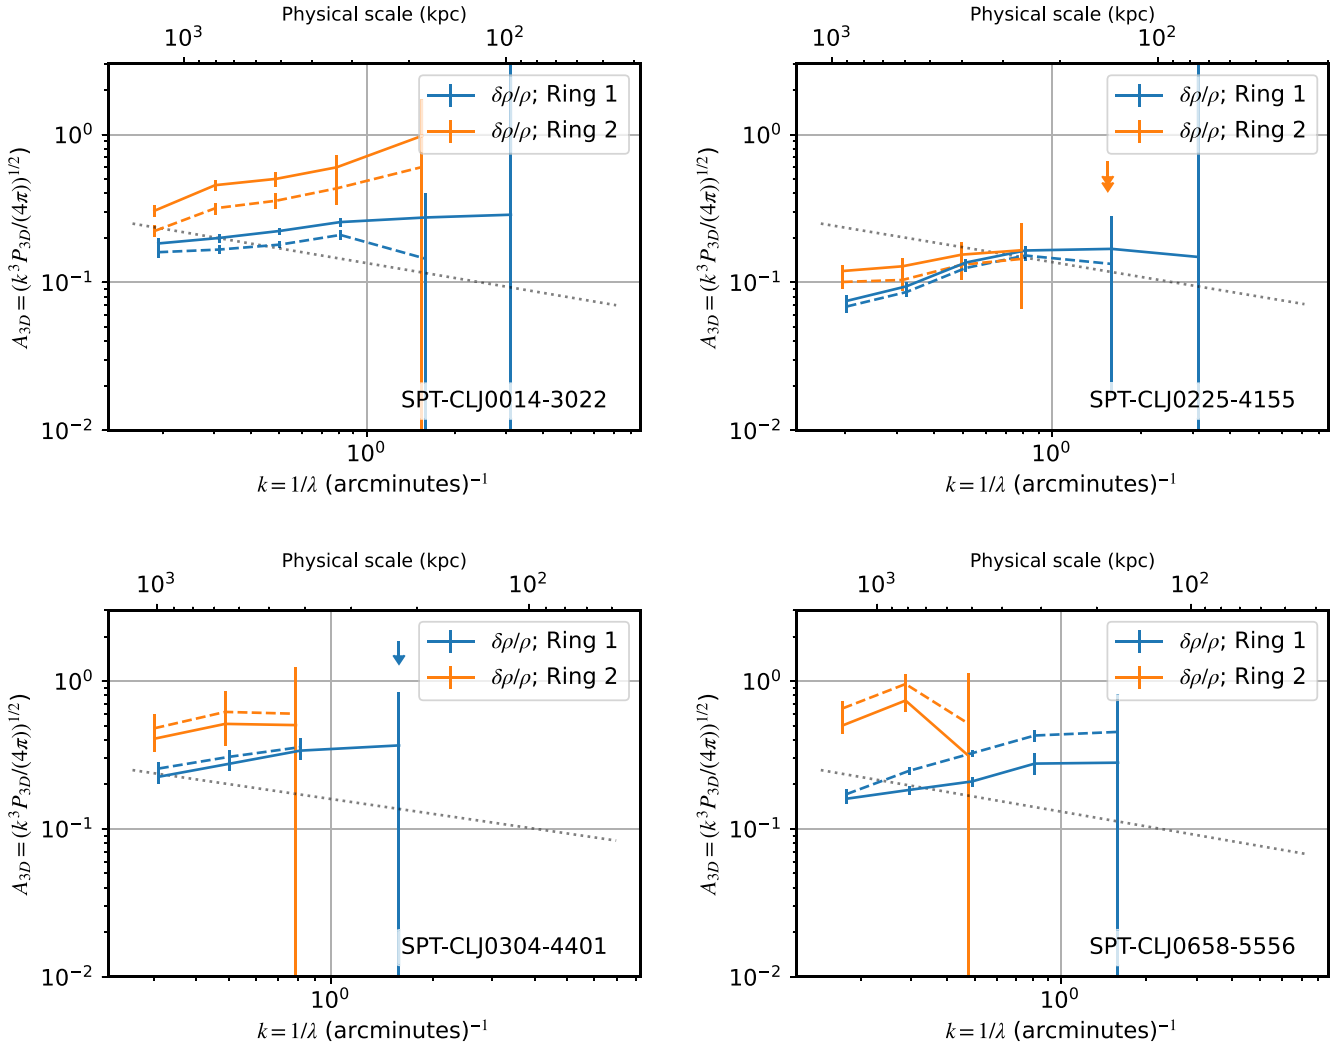 Physical scale (kpc)
10³ 10²
δρ/ρ; Ring 1
δρ/ρ; Ring 2
10⁰
10⁻¹
10⁻²
A₃D = (k³P₃D/(4π))^1/2
SPT-CLJ0014-3022
10⁰
k = 1/λ (arcminutes)⁻¹
Physical scale (kpc)
10³ 10²
δρ/ρ; Ring 1
δρ/ρ; Ring 2
10⁰
10⁻¹
10⁻²
A₃D = (k³P₃D/(4π))^1/2
SPT-CLJ0225-4155
10⁰
k = 1/λ (arcminutes)⁻¹
Physical scale (kpc)
10³ 10²
δρ/ρ; Ring 1
δρ/ρ; Ring 2
10⁰
10⁻¹
10⁻²
A₃D = (k³P₃D/(4π))^1/2
SPT-CLJ0304-4401
10⁰
k = 1/λ (arcminutes)⁻¹
Physical scale (kpc)
10³ 10²
δρ/ρ; Ring 1
δρ/ρ; Ring 2
10⁰
10⁻¹
10⁻²
A₃D = (k³P₃D/(4π))^1/2
SPT-CLJ0658-5556
10⁰
k = 1/λ (arcminutes)⁻¹